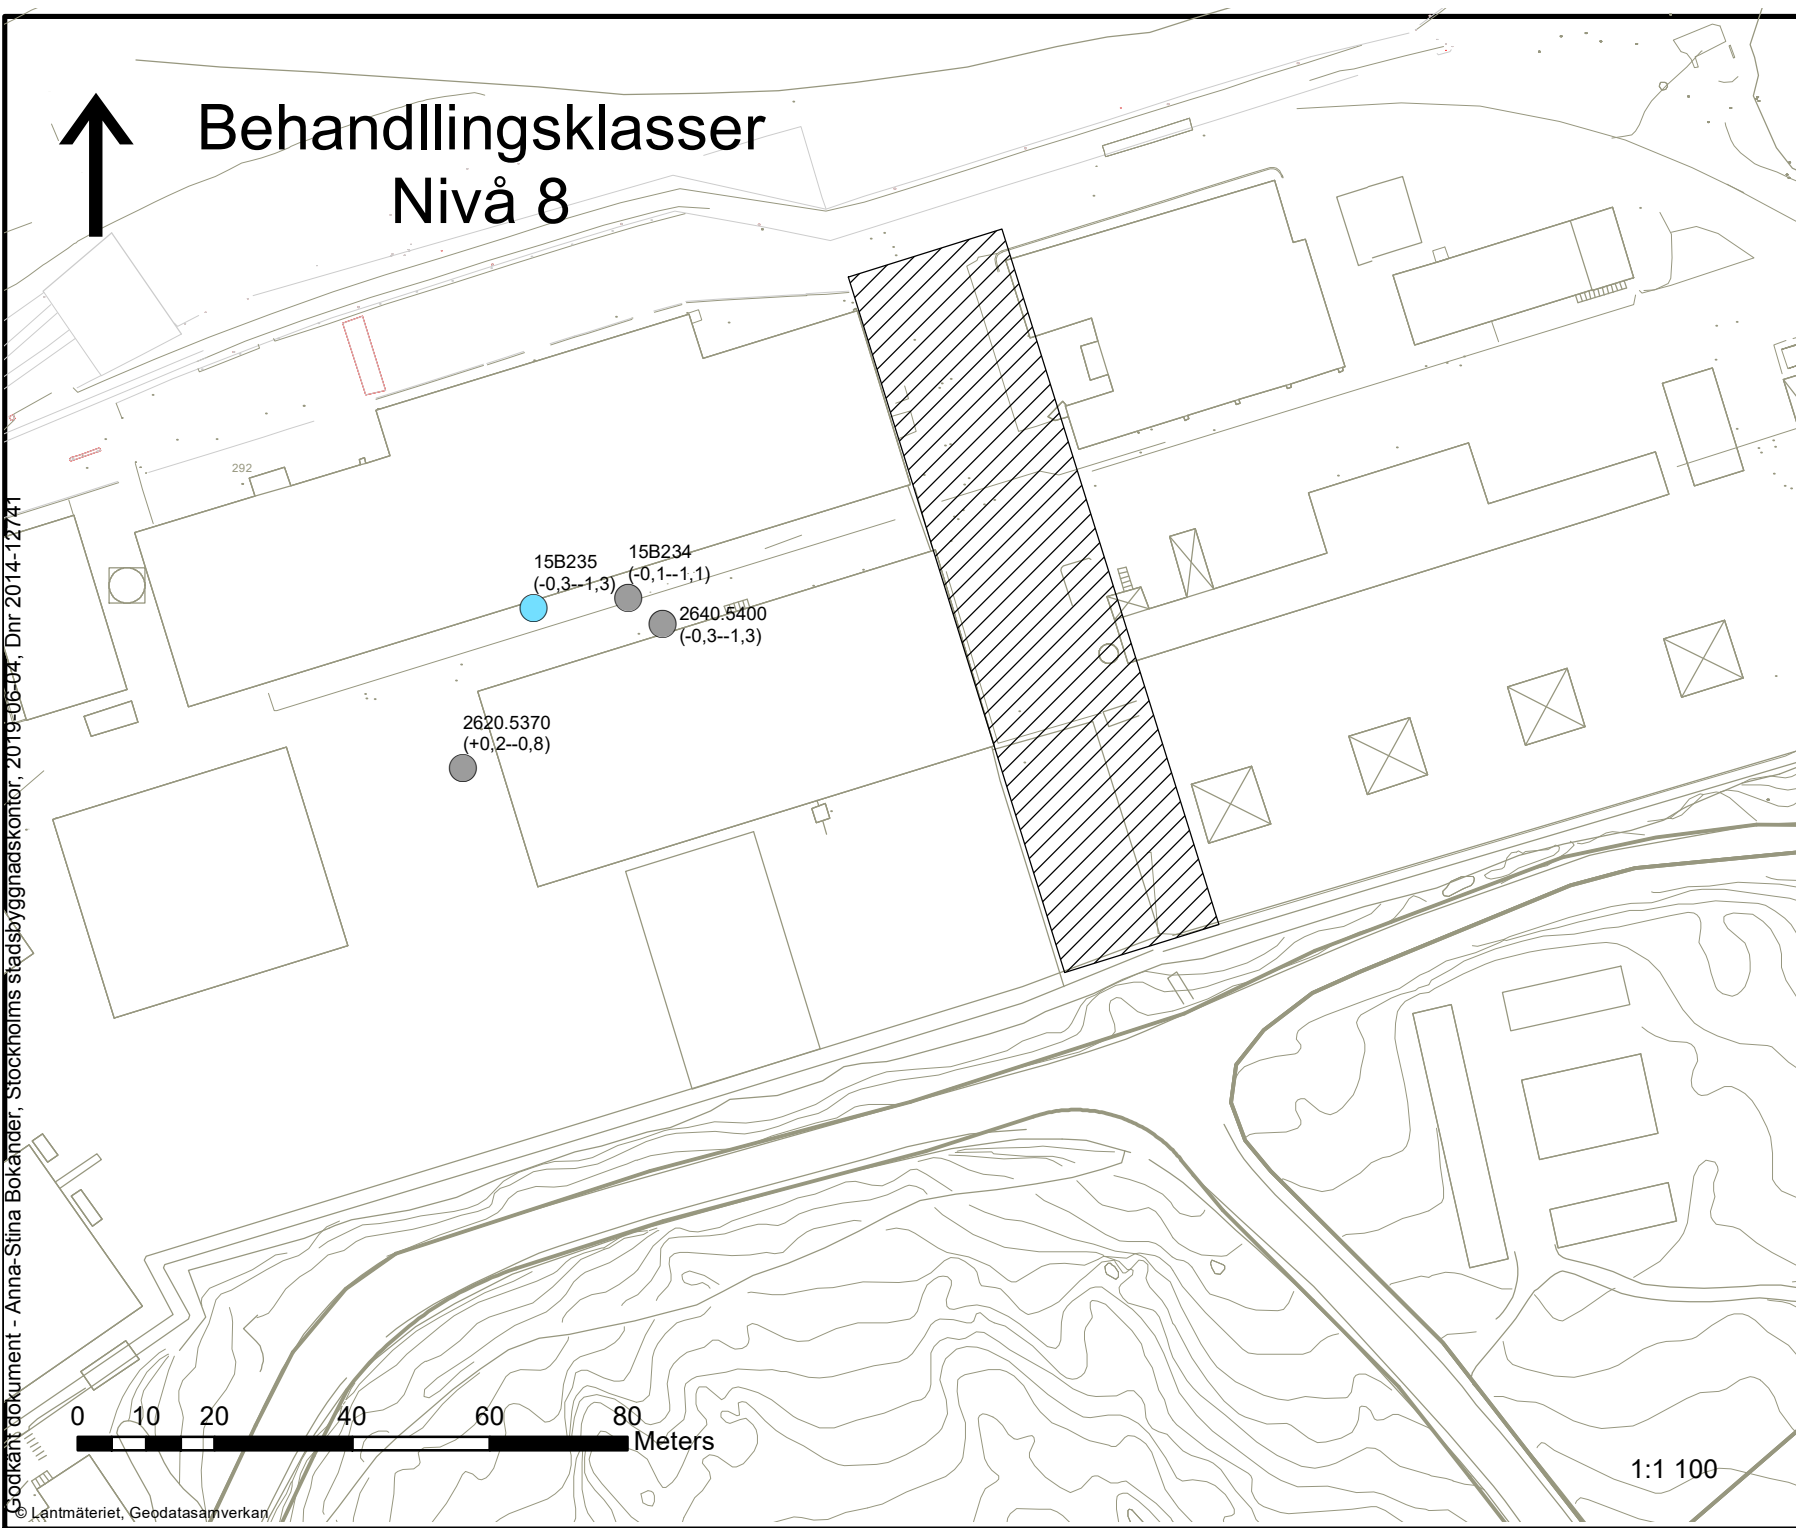 Behandllingsklasser
Nivå 8
292
15B235
(-0,3--1,3)
15B234
(-0,1--1,1)
2640.5400
(-0,3--1,3)
2620.5370
(+0,2--0,8)
Godkänt dokument - Anna-Stina Bokander, Stockholms stadsbyggnadskontor, 2019-06-04, Dnr 2014-12741
0 10 20 40 60 80
Meters
1:1 100
© Lantmäteriet, Geodatasamverkan